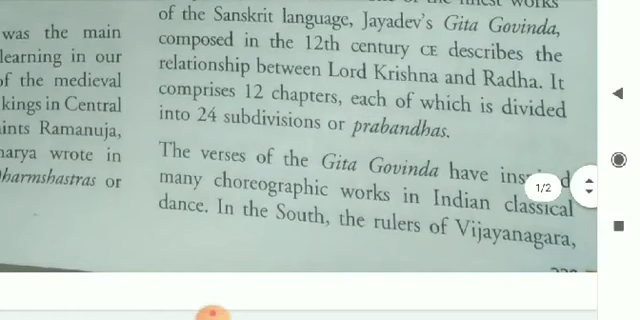 was the main
learning in our
of the medieval
kings in Central
Ramanuja,
wrote in
or
works
of the Sanskrit language, Jayadev's Gita Govinda,
composed in the 12th century CE describes the
relationship between Lord Krishna and Radha. It
comprises 12 chapters, each of which is divided
into 24 subdivisions or prabandhas.
The verses of the Gita Govinda have
many choreographic works in Indian classical
dance. In the South, the rulers of Vijayanagara,
1/2